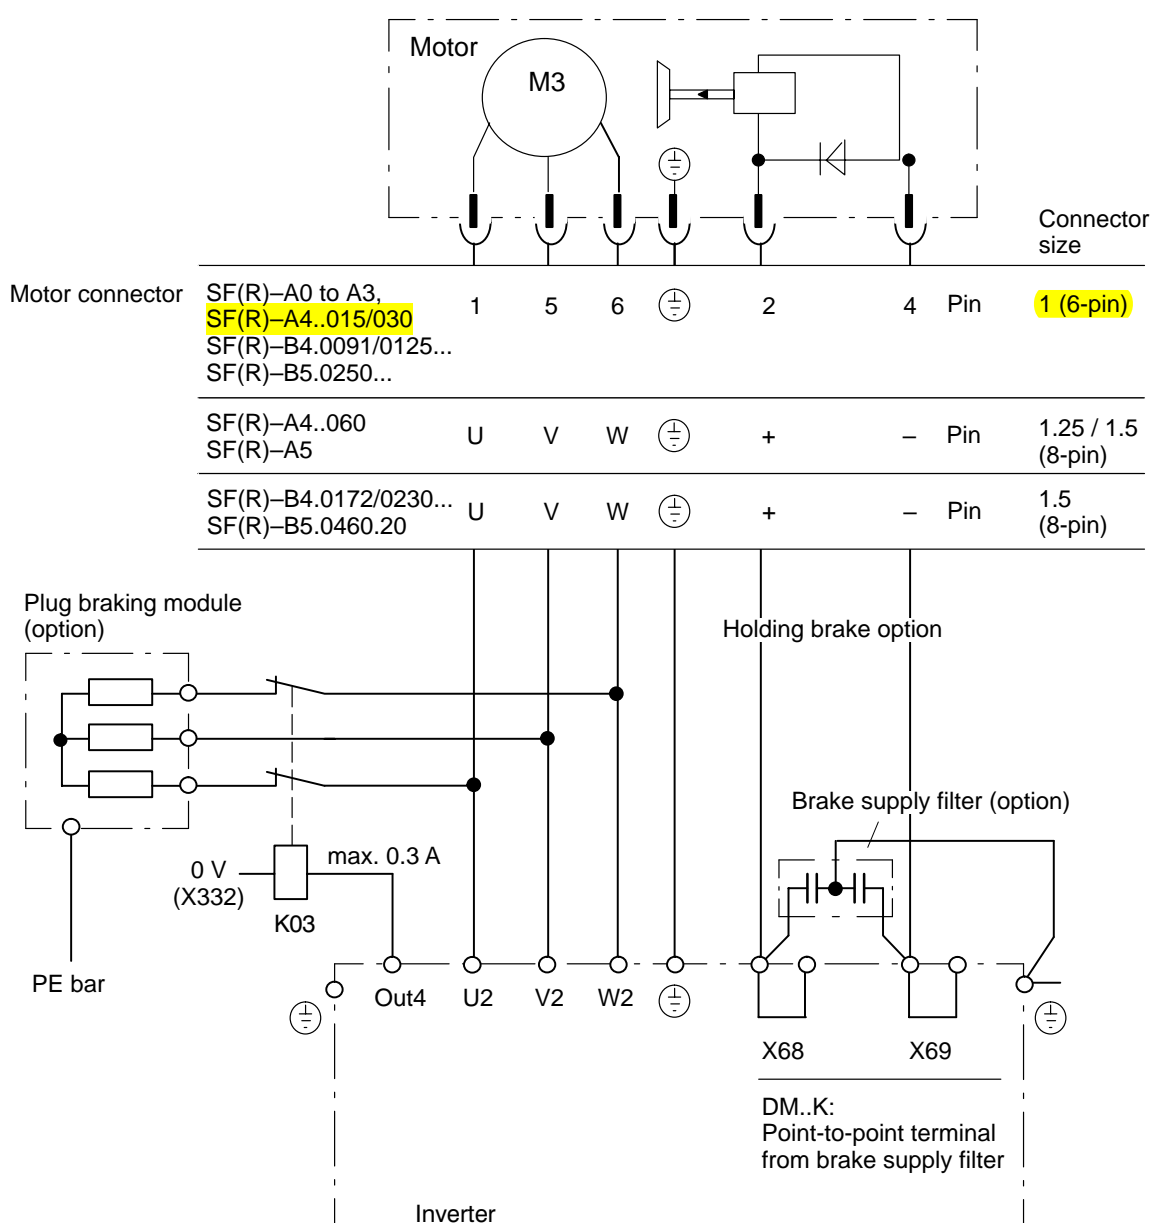 Motor
M3
Connector
size
Motor connector
SF(R)–A0 to A3,
SF(R)–A4..015/030
SF(R)–B4.0091/0125...
SF(R)–B5.0250...
1 5 6 2 4 Pin 1 (6-pin)
SF(R)–A4..060
SF(R)–A5
U V W + – Pin 1.25 / 1.5
(8-pin)
SF(R)–B4.0172/0230...
SF(R)–B5.0460.20
U V W + – Pin 1.5
(8-pin)
Plug braking module
(option)
Holding brake option
Brake supply filter (option)
0 V
(X332)
max. 0.3 A
K03
PE bar
Out4 U2 V2 W2
X68 X69
DM..K:
Point-to-point terminal
from brake supply filter
Inverter